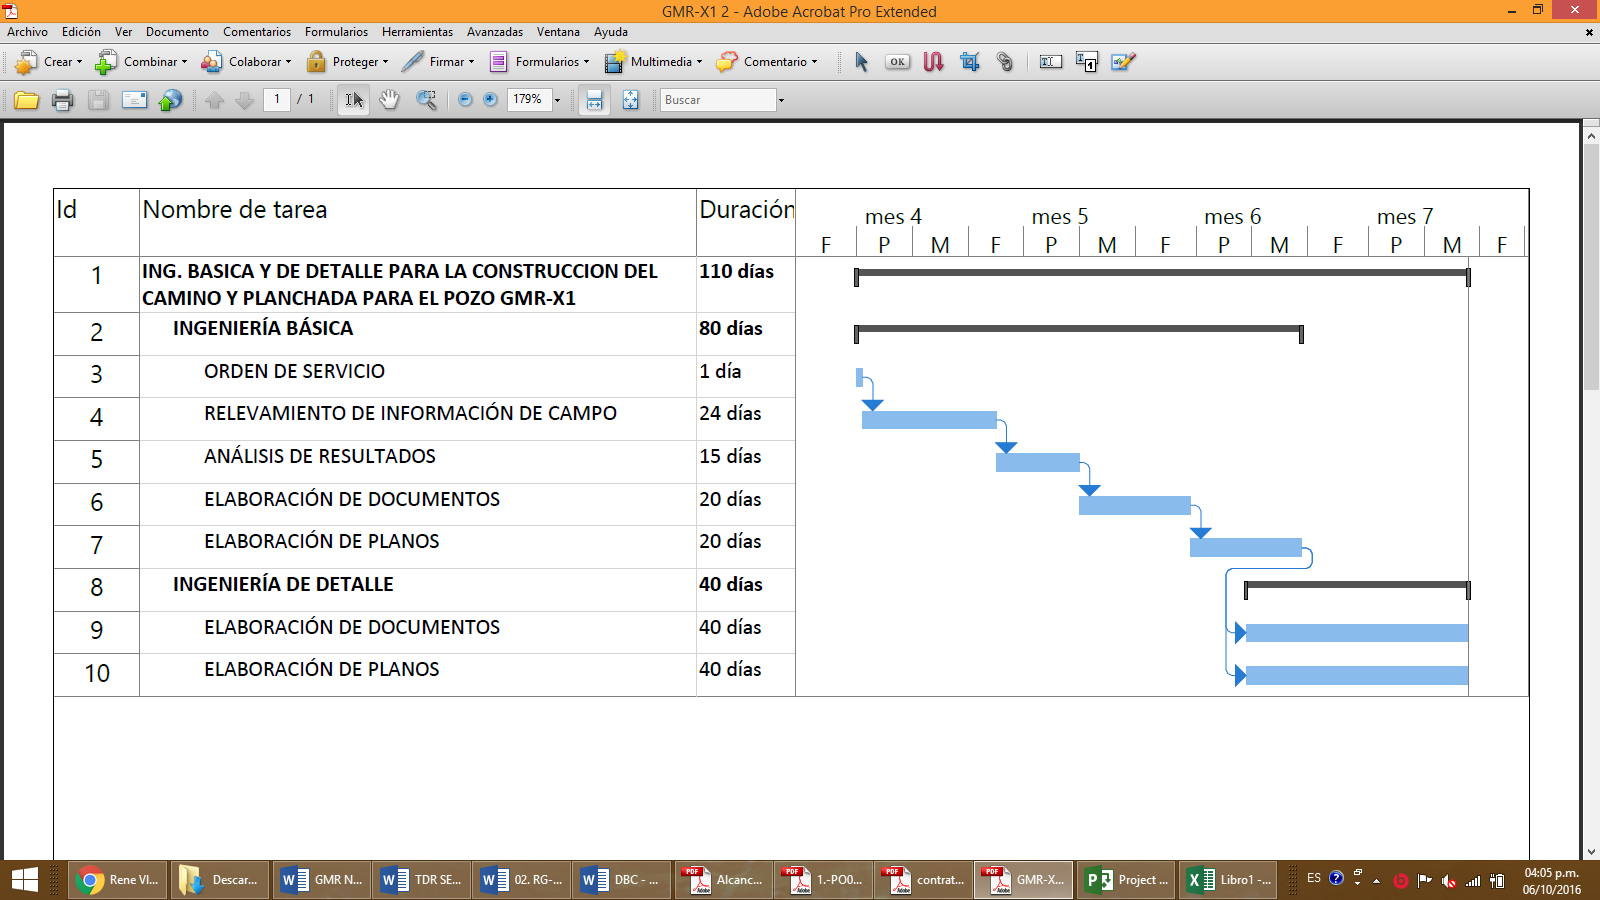 GMR-X1 2 - Adobe Acrobat Pro Extended
Archivo Edición Ver Documento Comentarios Formularios Herramientas Avanzadas Ventana Ayuda
Crear Combinar Colaborar Proteger Firmar Formularios Multimedia Comentario OK T 1
1 / 1 179% Buscar
Id Nombre de tarea Duración
mes 4 mes 5 mes 6 mes 7
F P M F P M F P M F P M F
1 ING. BASICA Y DE DETALLE PARA LA CONSTRUCCION DEL 110 días
CAMINO Y PLANCHADA PARA EL POZO GMR-X1
2 INGENIERÍA BÁSICA 80 días
3 ORDEN DE SERVICIO 1 día
4 RELEVAMIENTO DE INFORMACIÓN DE CAMPO 24 días
5 ANÁLISIS DE RESULTADOS 15 días
6 ELABORACIÓN DE DOCUMENTOS 20 días
7 ELABORACIÓN DE PLANOS 20 días
8 INGENIERÍA DE DETALLE 40 días
9 ELABORACIÓN DE DOCUMENTOS 40 días
10 ELABORACIÓN DE PLANOS 40 días
Rene VI... Descar... GMR N... TDR SE... 02. RG-... DBC - ... Alcanc... 1.-PO0... contrat... GMR-X... Project ... Libro1 -... ES 04:05 p.m.
06/10/2016